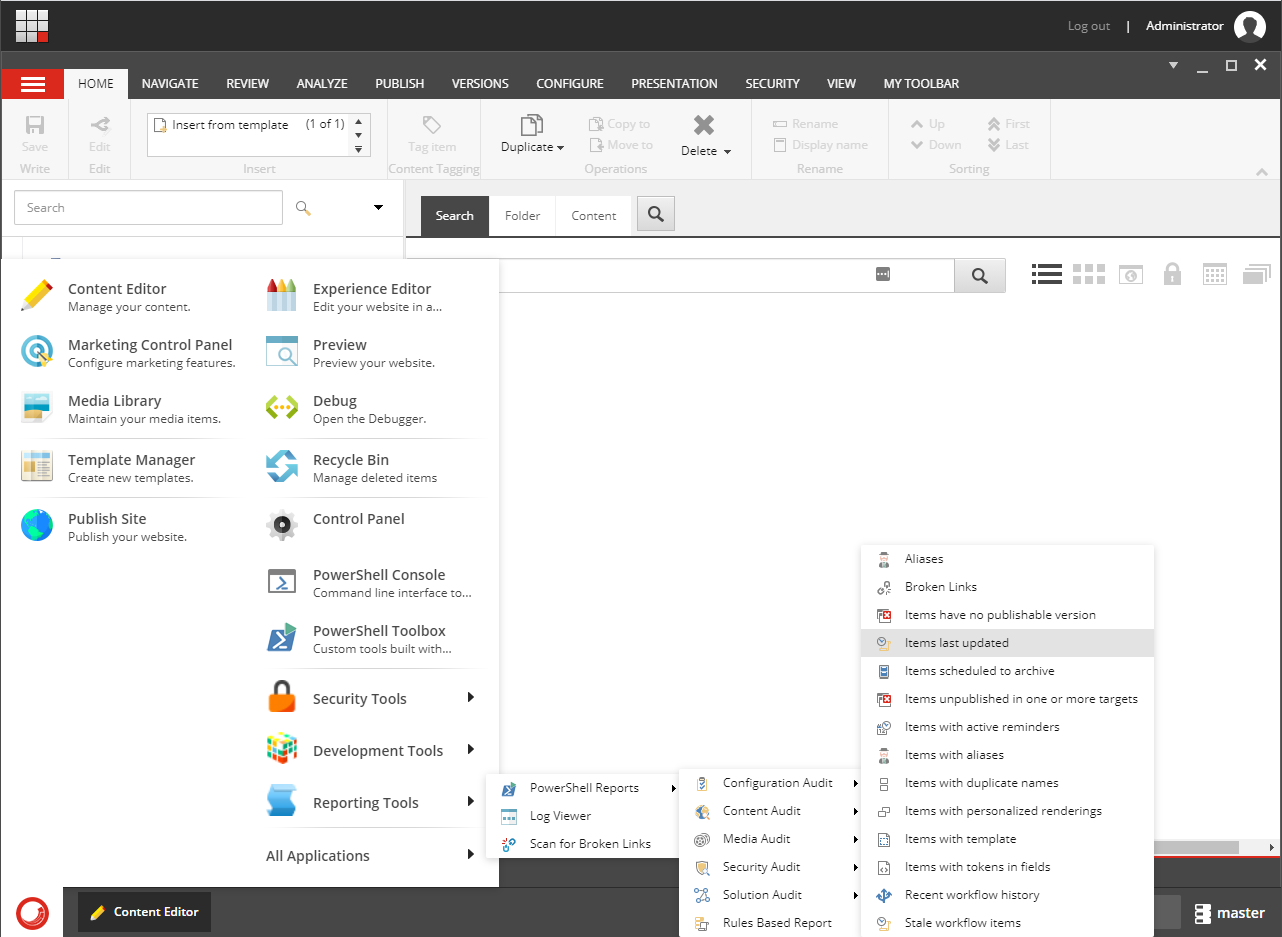 Log out | Administrator
HOME NAVIGATE REVIEW ANALYZE PUBLISH VERSIONS CONFIGURE PRESENTATION SECURITY VIEW MY TOOLBAR
Insert from template (1 of 1)
Save
Write
Edit
Edit
Insert
Tag item
Content Tagging
Duplicate
Copy to
Move to
Delete
Operations
Rename
Display name
Rename
Up
Down
First
Last
Sorting
Search
Search Folder Content
Content Editor
Manage your content.
Marketing Control Panel
Configure marketing features.
Media Library
Maintain your media items.
Template Manager
Create new templates.
Publish Site
Publish your website.
Experience Editor
Edit your website in a...
Preview
Preview your website.
Debug
Open the Debugger.
Recycle Bin
Manage deleted items
Control Panel
PowerShell Console
Command line interface to...
PowerShell Toolbox
Custom tools built with...
Security Tools
Development Tools
Reporting Tools
All Applications
PowerShell Reports
Log Viewer
Scan for Broken Links
Configuration Audit
Content Audit
Media Audit
Security Audit
Solution Audit
Rules Based Report
Aliases
Broken Links
Items have no publishable version
Items last updated
Items scheduled to archive
Items unpublished in one or more targets
Items with active reminders
Items with aliases
Items with duplicate names
Items with personalized renderings
Items with template
Items with tokens in fields
Recent workflow history
Stale workflow items
Content Editor
master